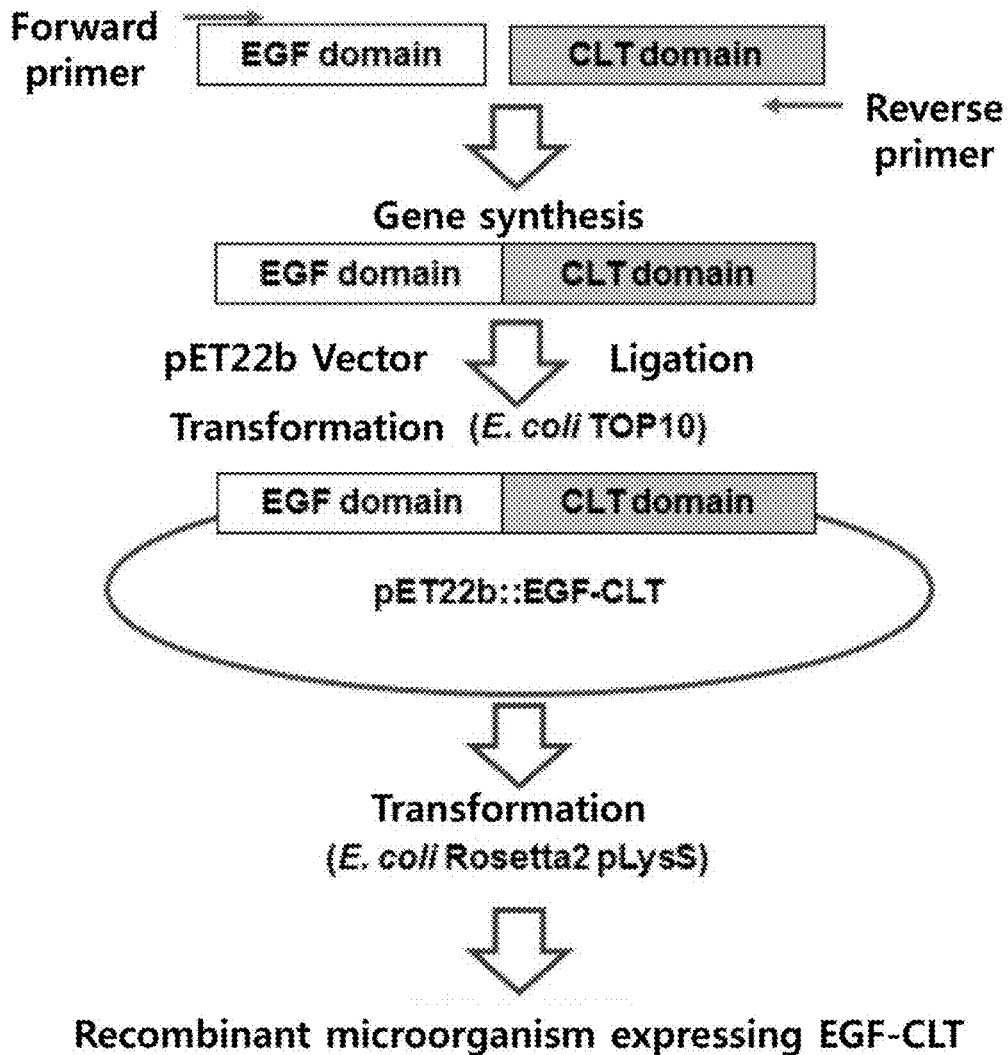 Forward
primer
EGF domain
CLT domain
Reverse
primer
Gene synthesis
EGF domain
CLT domain
pET22b Vector
Ligation
Transformation (E. coli TOP10)
EGF domain
CLT domain
pET22b::EGF-CLT
Transformation
(E. coli Rosetta2 pLysS)
Recombinant microorganism expressing EGF-CLT